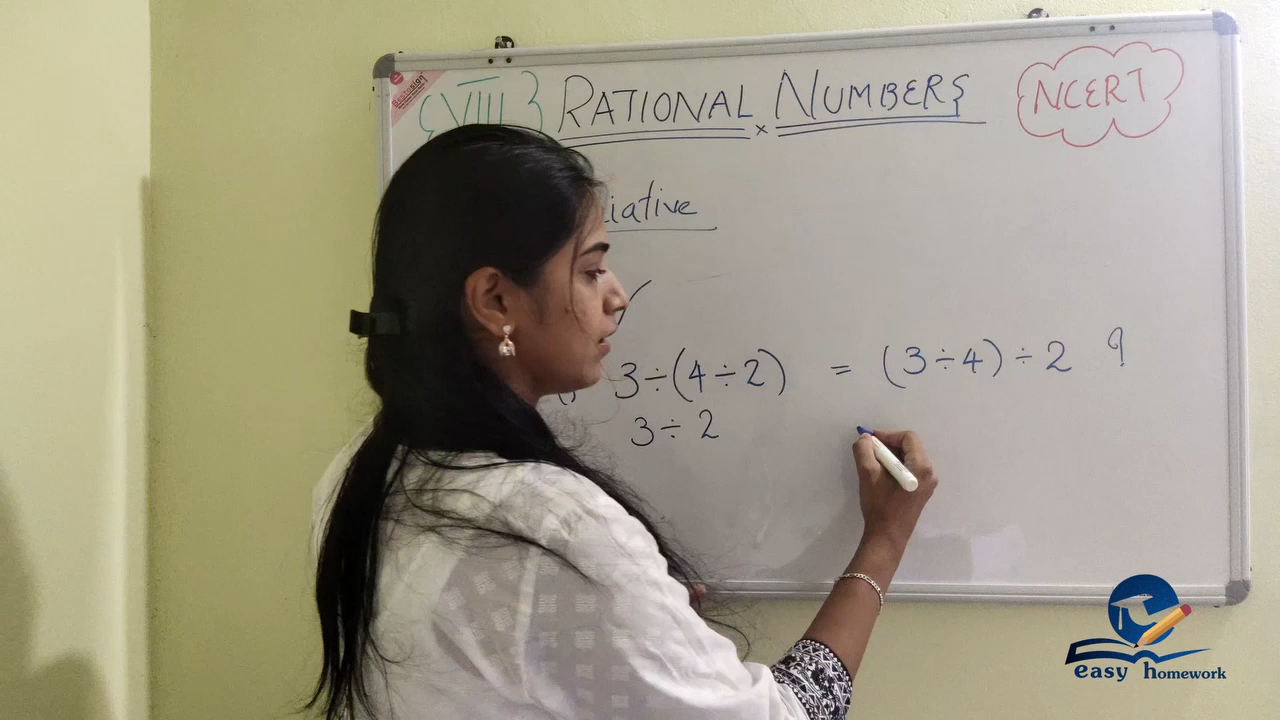 {VIII} RATIONAL NUMBERS NCERT
iative
3÷(4÷2) = (3÷4)÷2 ?
3÷2
easy homework